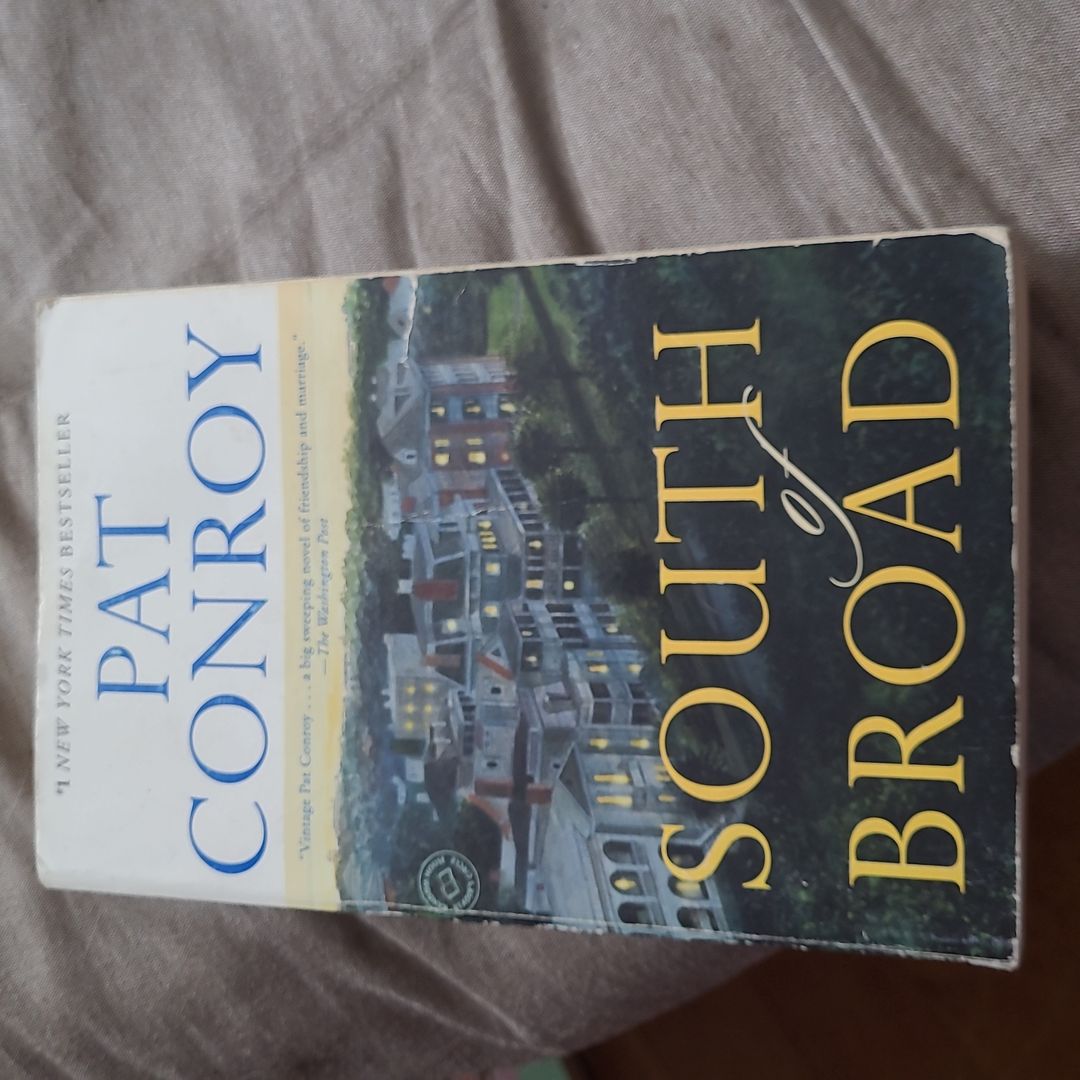 #1 NEW YORK TIMES BESTSELLER
PAT
CONROY
"Vintage Pat Conroy . . . a big sweeping novel of friendship and marriage."
—The Washington Post
SOUTH
of
BROAD